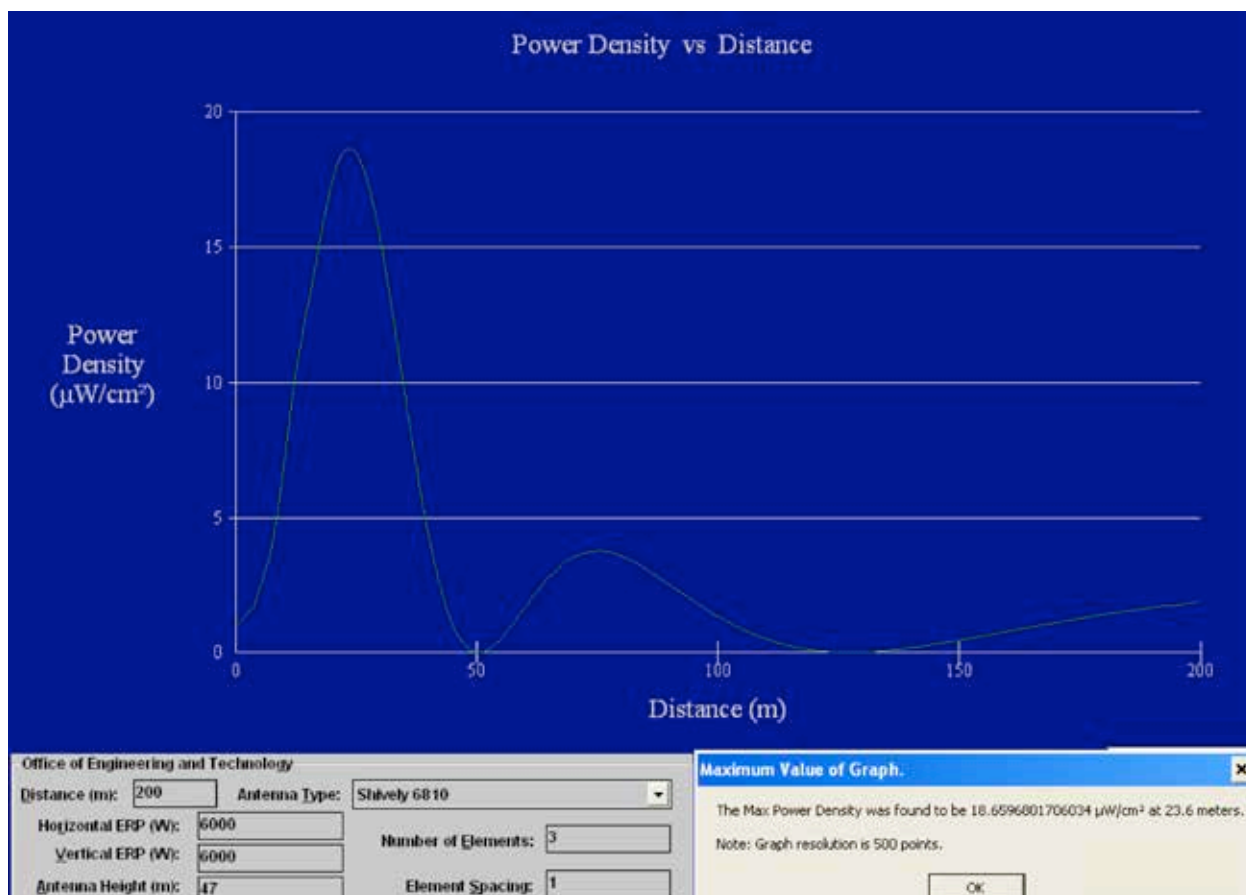 Power Density vs Distance
20
15
Power
Density
(µW/cm²)
10
5
0
0 50 100 150 200
Distance (m)
Office of Engineering and Technology
Distance (m): 200 Antenna Type: Shively 6810
Horizontal ERP (W): 6000
Number of Elements: 3
Vertical ERP (W): 6000
Antenna Height (m): 47 Element Spacing: 1
Maximum Value of Graph.
The Max Power Density was found to be 18.6596801706034 µW/cm² at 23.6 meters.
Note: Graph resolution is 500 points.
OK